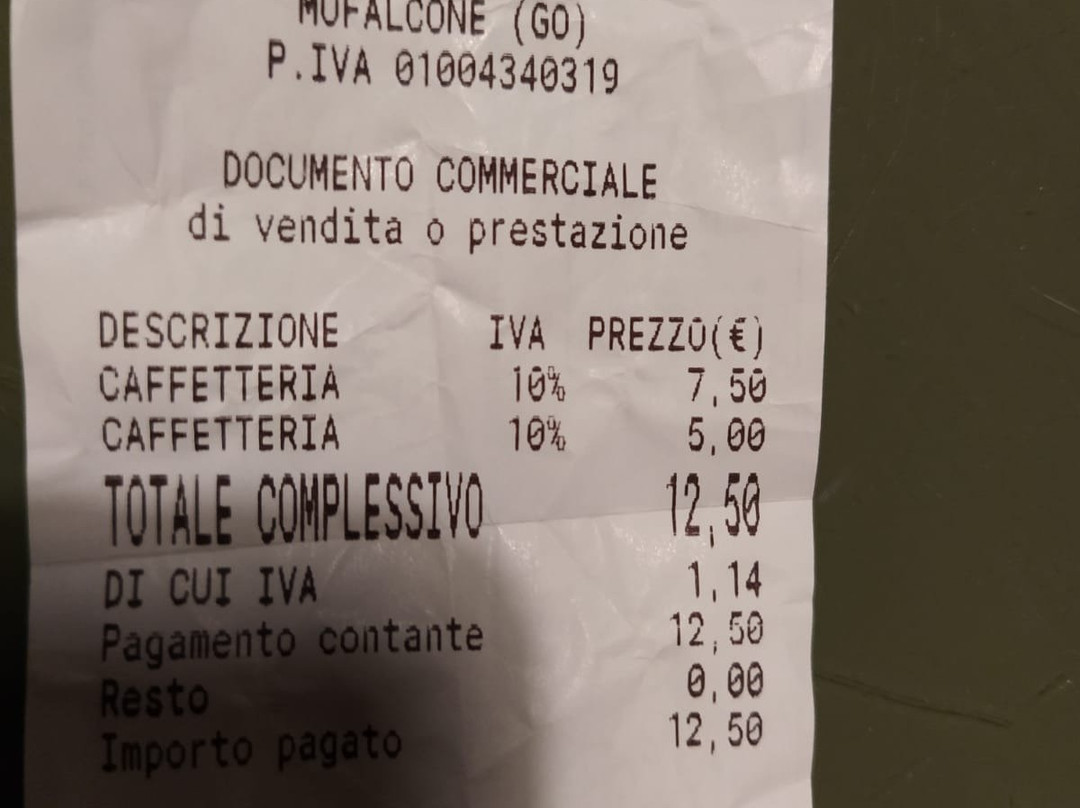 MOFALCONE (GO)
P.IVA 01004340319
DOCUMENTO COMMERCIALE
di vendita o prestazione
DESCRIZIONE IVA PREZZO(€)
CAFFETTERIA 10% 7,50
CAFFETTERIA 10% 5,00
TOTALE COMPLESSIVO 12,50
DI CUI IVA 1,14
Pagamento contante 12,50
Resto 0,00
Importo pagato 12,50